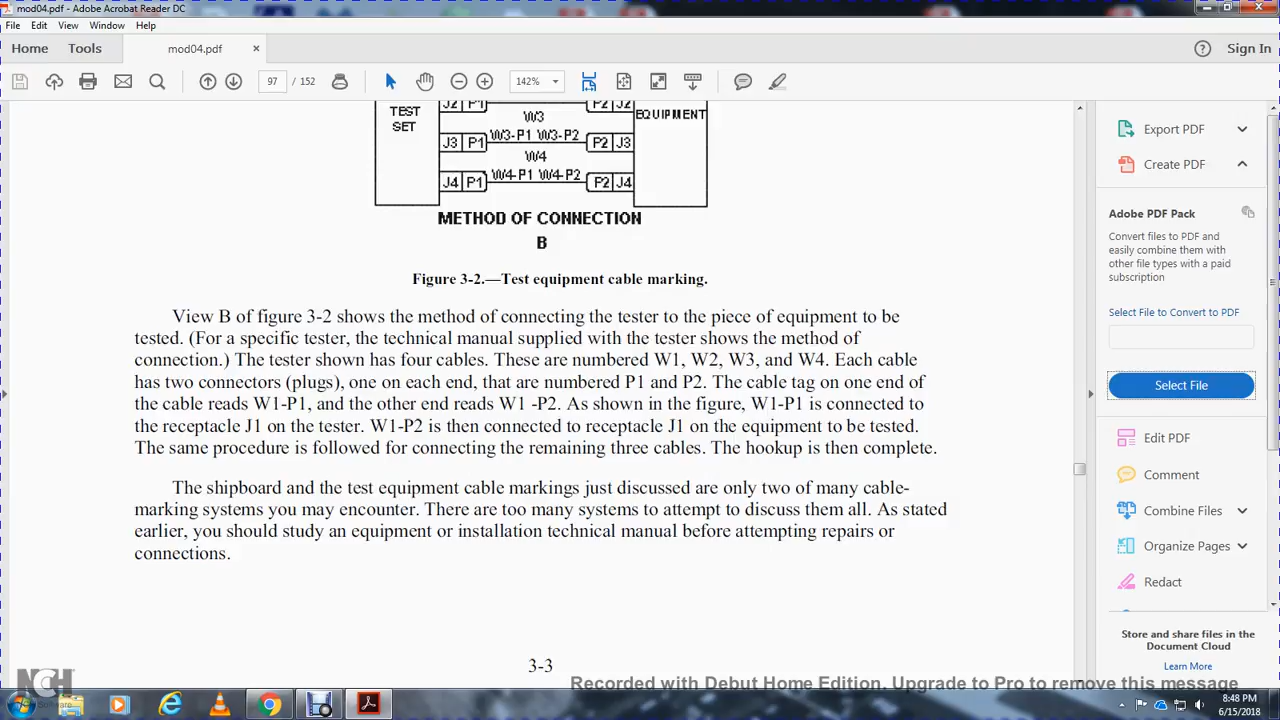 mod04.pdf - Adobe Acrobat Reader DC
File Edit View Window Help
Home Tools mod04.pdf × Sign In
97 / 152 142%
TEST SET
J2 P1 P2 J2
EQUIPMENT
W3
J3 P1 W3-P1 W3-P2 P2 J3
W4
J4 P1 W4-P1 W4-P2 P2 J4
METHOD OF CONNECTION
B
Figure 3-2.—Test equipment cable marking.
View B of figure 3-2 shows the method of connecting the tester to the piece of equipment to be
tested. (For a specific tester, the technical manual supplied with the tester shows the method of
connection.) The tester shown has four cables. These are numbered W1, W2, W3, and W4. Each cable
has two connectors (plugs), one on each end, that are numbered P1 and P2. The cable tag on one end of
the cable reads W1-P1, and the other end reads W1 -P2. As shown in the figure, W1-P1 is connected to
the receptacle J1 on the tester. W1-P2 is then connected to receptacle J1 on the equipment to be tested.
The same procedure is followed for connecting the remaining three cables. The hookup is then complete.
The shipboard and the test equipment cable markings just discussed are only two of many cable-
marking systems you may encounter. There are too many systems to attempt to discuss them all. As stated
earlier, you should study an equipment or installation technical manual before attempting repairs or
connections.
3-3
Export PDF
Create PDF
Adobe PDF Pack
Convert files to PDF and
easily combine them with
other file types with a paid
subscription
Select File to Convert to PDF
Select File
Edit PDF
Comment
Combine Files
Organize Pages
Redact
Store and share files in the
Document Cloud
Learn More
NCH Software
Recorded with Debut Home Edition. Upgrade to Pro to remove this message
8:48 PM
6/15/2018